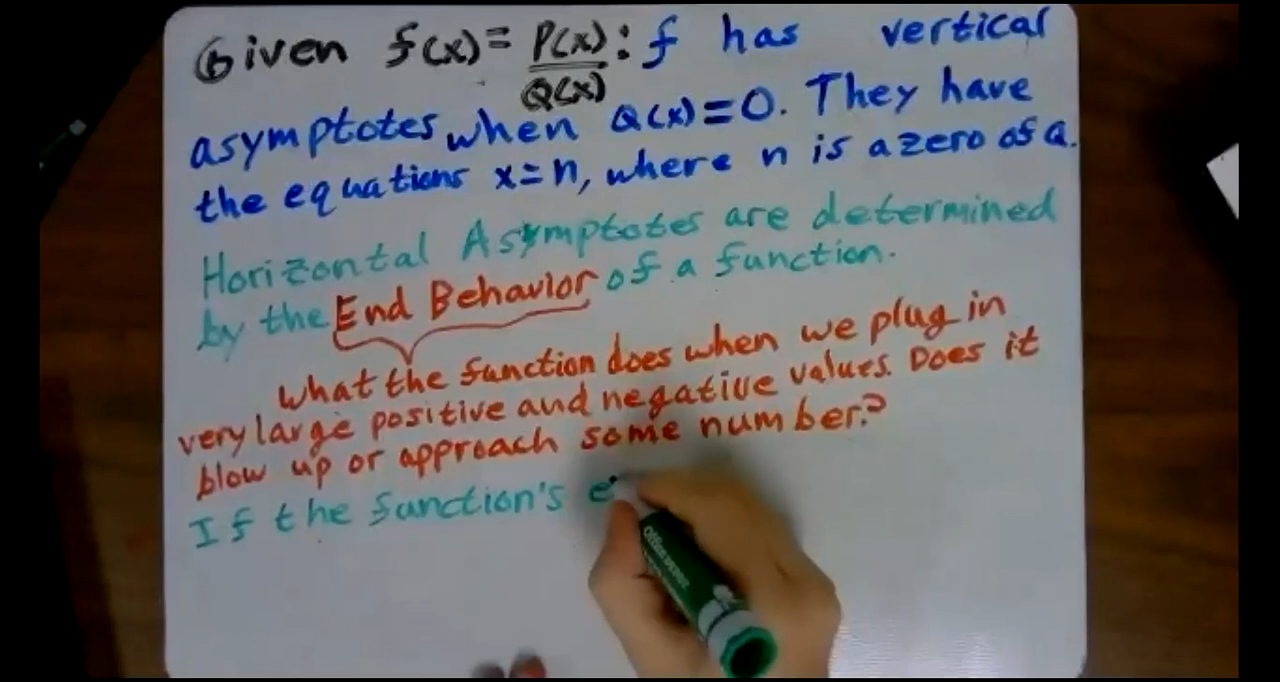 Given f(x) = P(x)/Q(x) : f has vertical
asymptotes when Q(x)=0. They have
the equations x=n, where n is a zero of Q.
Horizontal Asymptotes are determined
by the End Behavior of a function.
What the function does when we plug in
very large positive and negative values. Does it
blow up or approach some number?
If the function's e